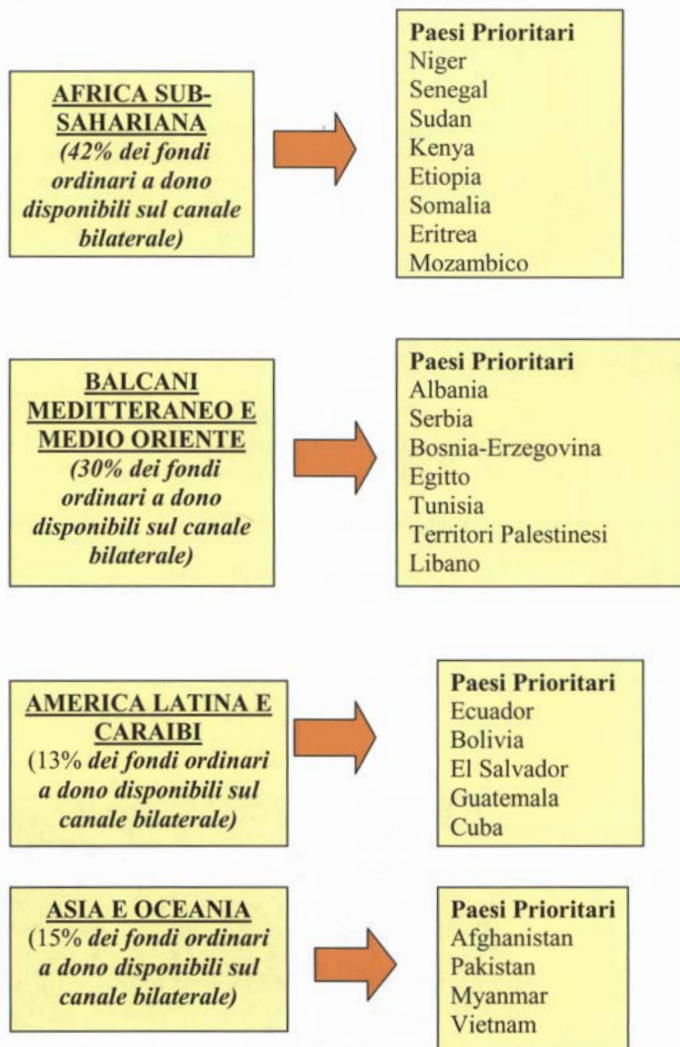 AFRICA SUB-
SAHARIANA
(42% dei fondi
ordinari a dono
disponibili sul canale
bilaterale)
Paesi Prioritari
Niger
Senegal
Sudan
Kenya
Etiopia
Somalia
Eritrea
Mozambico
BALCANI
MEDITTERANEO E
MEDIO ORIENTE
(30% dei fondi
ordinari a dono
disponibili sul canale
bilaterale)
Paesi Prioritari
Albania
Serbia
Bosnia-Erzegovina
Egitto
Tunisia
Territori Palestinesi
Libano
AMERICA LATINA E
CARAIBI
(13% dei fondi ordinari
a dono disponibili sul
canale bilaterale)
Paesi Prioritari
Ecuador
Bolivia
El Salvador
Guatemala
Cuba
ASIA E OCEANIA
(15% dei fondi ordinari
a dono disponibili sul
canale bilaterale)
Paesi Prioritari
Afghanistan
Pakistan
Myanmar
Vietnam